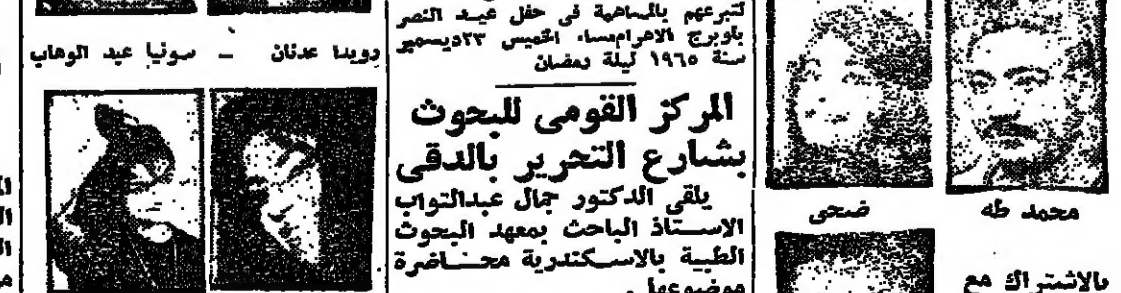 محمد طه
ضحى
بالاشتراك مع
لتبرعهم بالمساهمة فى حفل عيد النصر
باوبرج الاهرام مساء الخميس ٢٣ ديسمبر
سنة ١٩٦٥ ليلة رمضان
المركز القومى للبحوث
بشارع التحرير بالدقى
يلقى الدكتور جمال عبدالتواب
الاستاذ الباحث بمعهد البحوث
الطبية بالاسكندرية محاضرة
موضوعها
رويدا عدنان - سونيا عبد الوهاب